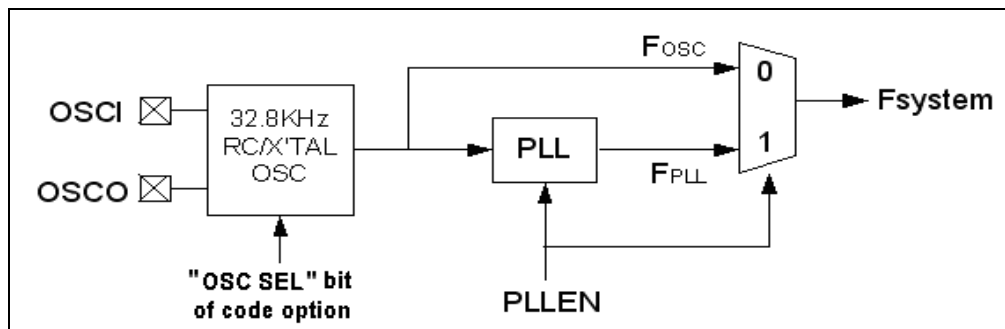 OSCI
OSCO
32.8KHz
RC/X'TAL
OSC
"OSC SEL" bit
of code option
PLL
PLLEN
FOSC
FPLL
0
1
Fsystem